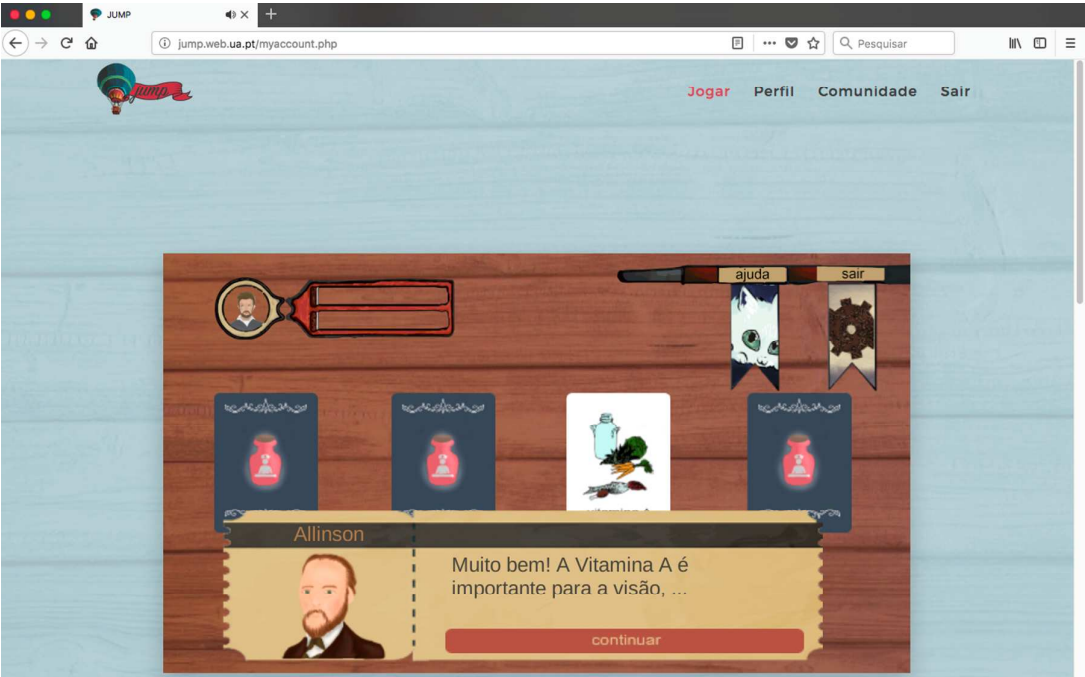 JUMP
jump.web.ua.pt/myaccount.php
Pesquisar
jump
Jogar Perfil Comunidade Sair
ajuda sair
Allinson
Muito bem! A Vitamina A é
importante para a visão, ...
continuar